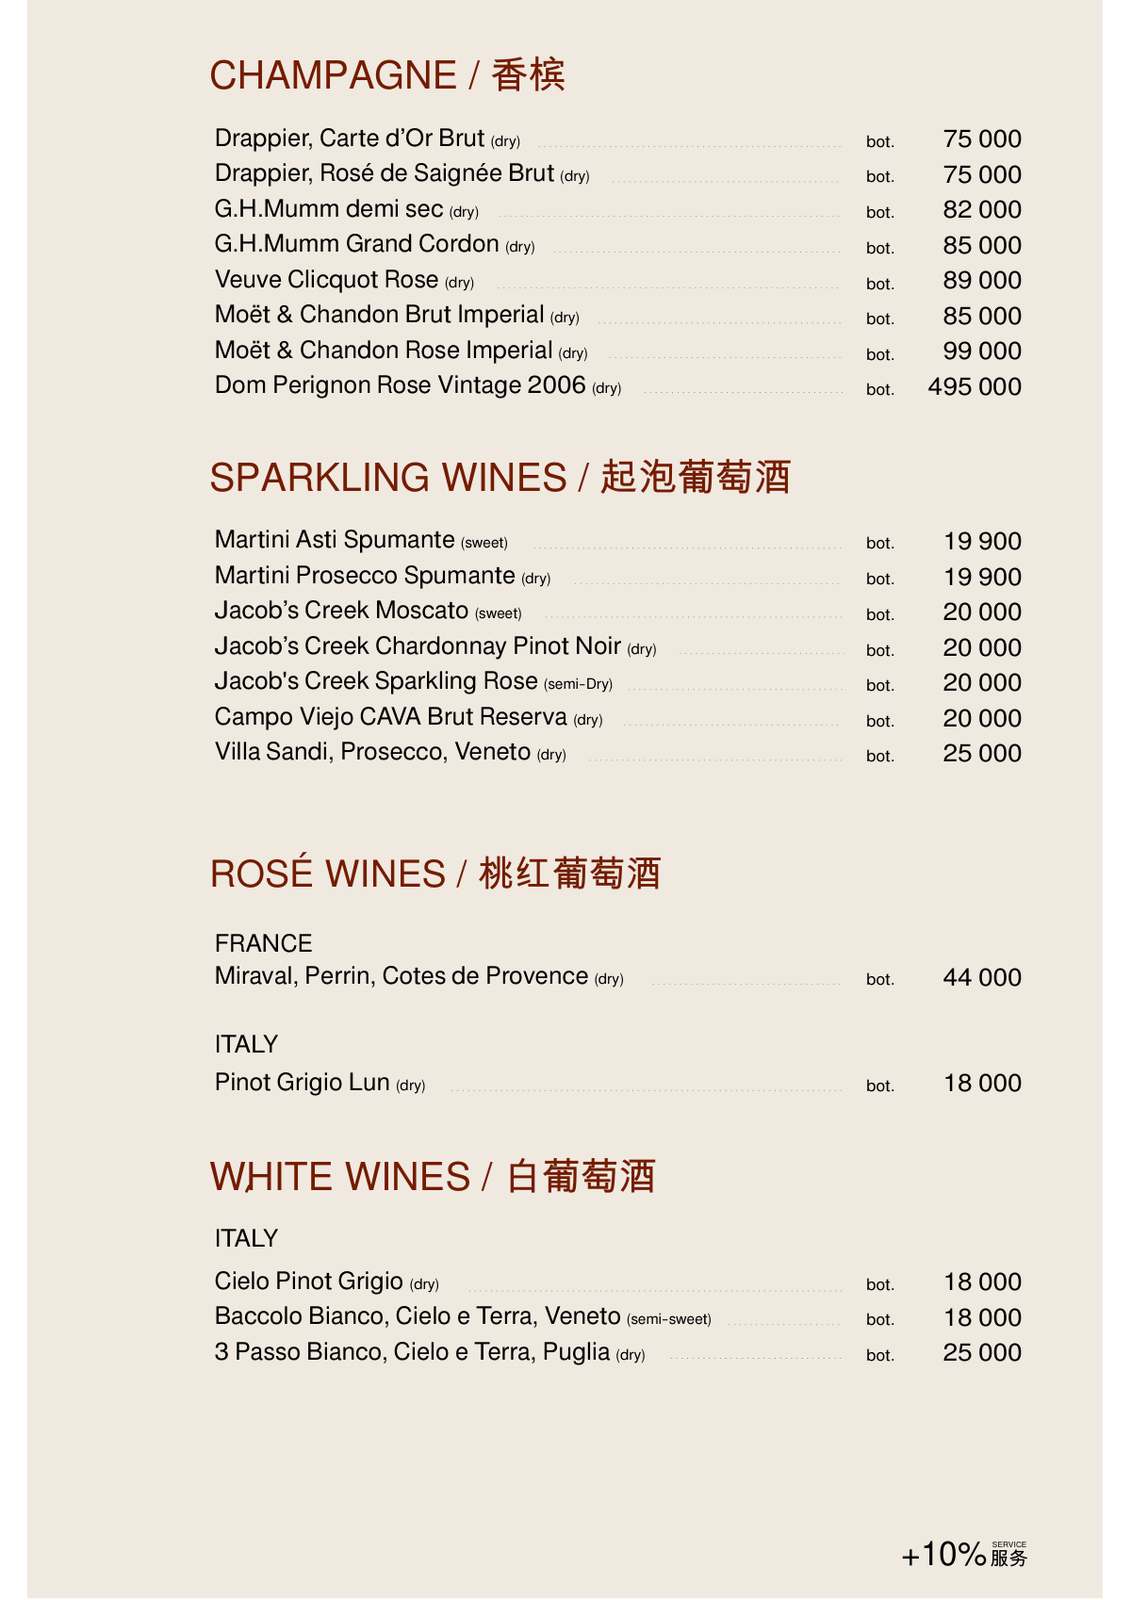 CHAMPAGNE / 香槟
Drappier, Carte d’Or Brut (dry) bot. 75 000
Drappier, Rosé de Saignée Brut (dry) bot. 75 000
G.H.Mumm demi sec (dry) bot. 82 000
G.H.Mumm Grand Cordon (dry) bot. 85 000
Veuve Clicquot Rose (dry) bot. 89 000
Moët & Chandon Brut Imperial (dry) bot. 85 000
Moët & Chandon Rose Imperial (dry) bot. 99 000
Dom Perignon Rose Vintage 2006 (dry) bot. 495 000
SPARKLING WINES / 起泡葡萄酒
Martini Asti Spumante (sweet) bot. 19 900
Martini Prosecco Spumante (dry) bot. 19 900
Jacob’s Creek Moscato (sweet) bot. 20 000
Jacob’s Creek Chardonnay Pinot Noir (dry) bot. 20 000
Jacob's Creek Sparkling Rose (semi-Dry) bot. 20 000
Campo Viejo CAVA Brut Reserva (dry) bot. 20 000
Villa Sandi, Prosecco, Veneto (dry) bot. 25 000
ROSÉ WINES / 桃红葡萄酒
FRANCE
Miraval, Perrin, Cotes de Provence (dry) bot. 44 000
ITALY
Pinot Grigio Lun (dry) bot. 18 000
WHITE WINES / 白葡萄酒
ITALY
Cielo Pinot Grigio (dry) bot. 18 000
Baccolo Bianco, Cielo e Terra, Veneto (semi-sweet) bot. 18 000
3 Passo Bianco, Cielo e Terra, Puglia (dry) bot. 25 000
+10% SERVICE 服务